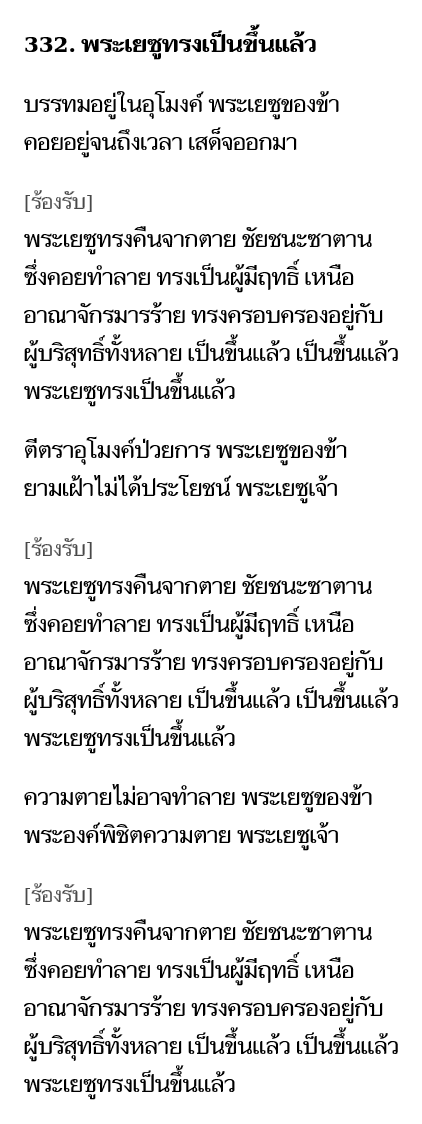 332. พระเยซูทรงเป็นขึ้นแล้ว
บรรทมอยู่ในอุโมงค์ พระเยซูของข้า
คอยอยู่จนถึงเวลา เสด็จออกมา
[ร้องรับ]
พระเยซูทรงคืนจากตาย ชัยชนะซาตาน
ซึ่งคอยทำลาย ทรงเป็นผู้มีฤทธิ์ เหนือ
อาณาจักรมารร้าย ทรงครอบครองอยู่กับ
ผู้บริสุทธิ์ทั้งหลาย เป็นขึ้นแล้ว เป็นขึ้นแล้ว
พระเยซูทรงเป็นขึ้นแล้ว
ตีตราอุโมงค์ป่วยการ พระเยซูของข้า
ยามเฝ้าไม่ได้ประโยชน์ พระเยซูเจ้า
[ร้องรับ]
พระเยซูทรงคืนจากตาย ชัยชนะซาตาน
ซึ่งคอยทำลาย ทรงเป็นผู้มีฤทธิ์ เหนือ
อาณาจักรมารร้าย ทรงครอบครองอยู่กับ
ผู้บริสุทธิ์ทั้งหลาย เป็นขึ้นแล้ว เป็นขึ้นแล้ว
พระเยซูทรงเป็นขึ้นแล้ว
ความตายไม่อาจทำลาย พระเยซูของข้า
พระองค์พิชิตความตาย พระเยซูเจ้า
[ร้องรับ]
พระเยซูทรงคืนจากตาย ชัยชนะซาตาน
ซึ่งคอยทำลาย ทรงเป็นผู้มีฤทธิ์ เหนือ
อาณาจักรมารร้าย ทรงครอบครองอยู่กับ
ผู้บริสุทธิ์ทั้งหลาย เป็นขึ้นแล้ว เป็นขึ้นแล้ว
พระเยซูทรงเป็นขึ้นแล้ว